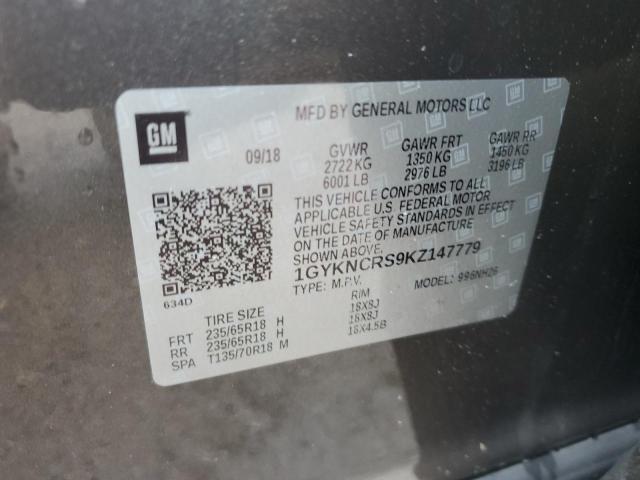 GM
MFD BY GENERAL MOTORS LLC
09/18
GVWR GAWR FRT GAWR RR
2722 KG 1350 KG 1450 KG
6001 LB 2976 LB 3196 LB
THIS VEHICLE CONFORMS TO ALL
APPLICABLE U.S. FEDERAL MOTOR
VEHICLE SAFETY STANDARDS IN EFFECT
ON THE DATE OF MANUFACTURE
SHOWN ABOVE.
1GYKNCRS9KZ147779
TYPE: M.P.V. MODEL: 996NH26
634D
TIRE SIZE RIM
FRT 235/65R18 H 18X8J
RR 235/65R18 H 18X8J
SPA T135/70R18 M 18X4.5B